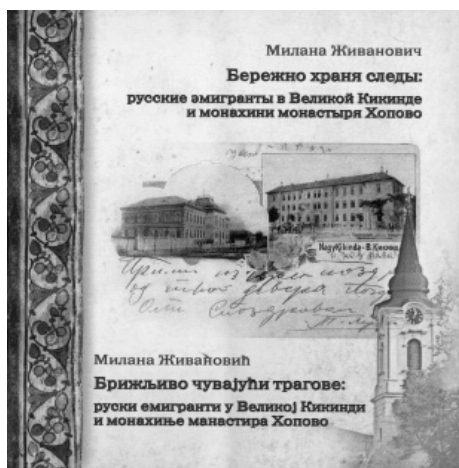 Милана Живанович
Бережно храня следы:
русские эмигранты в Великой Кикинде
и монахини монастыря Хопово
NagyKikinda - В. Кикинда
Милана Живановић
Брижљиво чувајући трагове:
руски емигранти у Великој Кикинди
и монахиње манастира Хопово